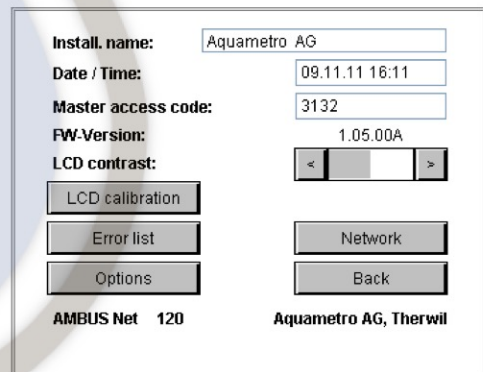 Install. name: Aquametro AG
Date / Time: 09.11.11 16:11
Master access code: 3132
FW-Version: 1.05.00A
LCD contrast: < >
LCD calibration
Error list Network
Options Back
AMBUS Net 120 Aquametro AG, Therwil